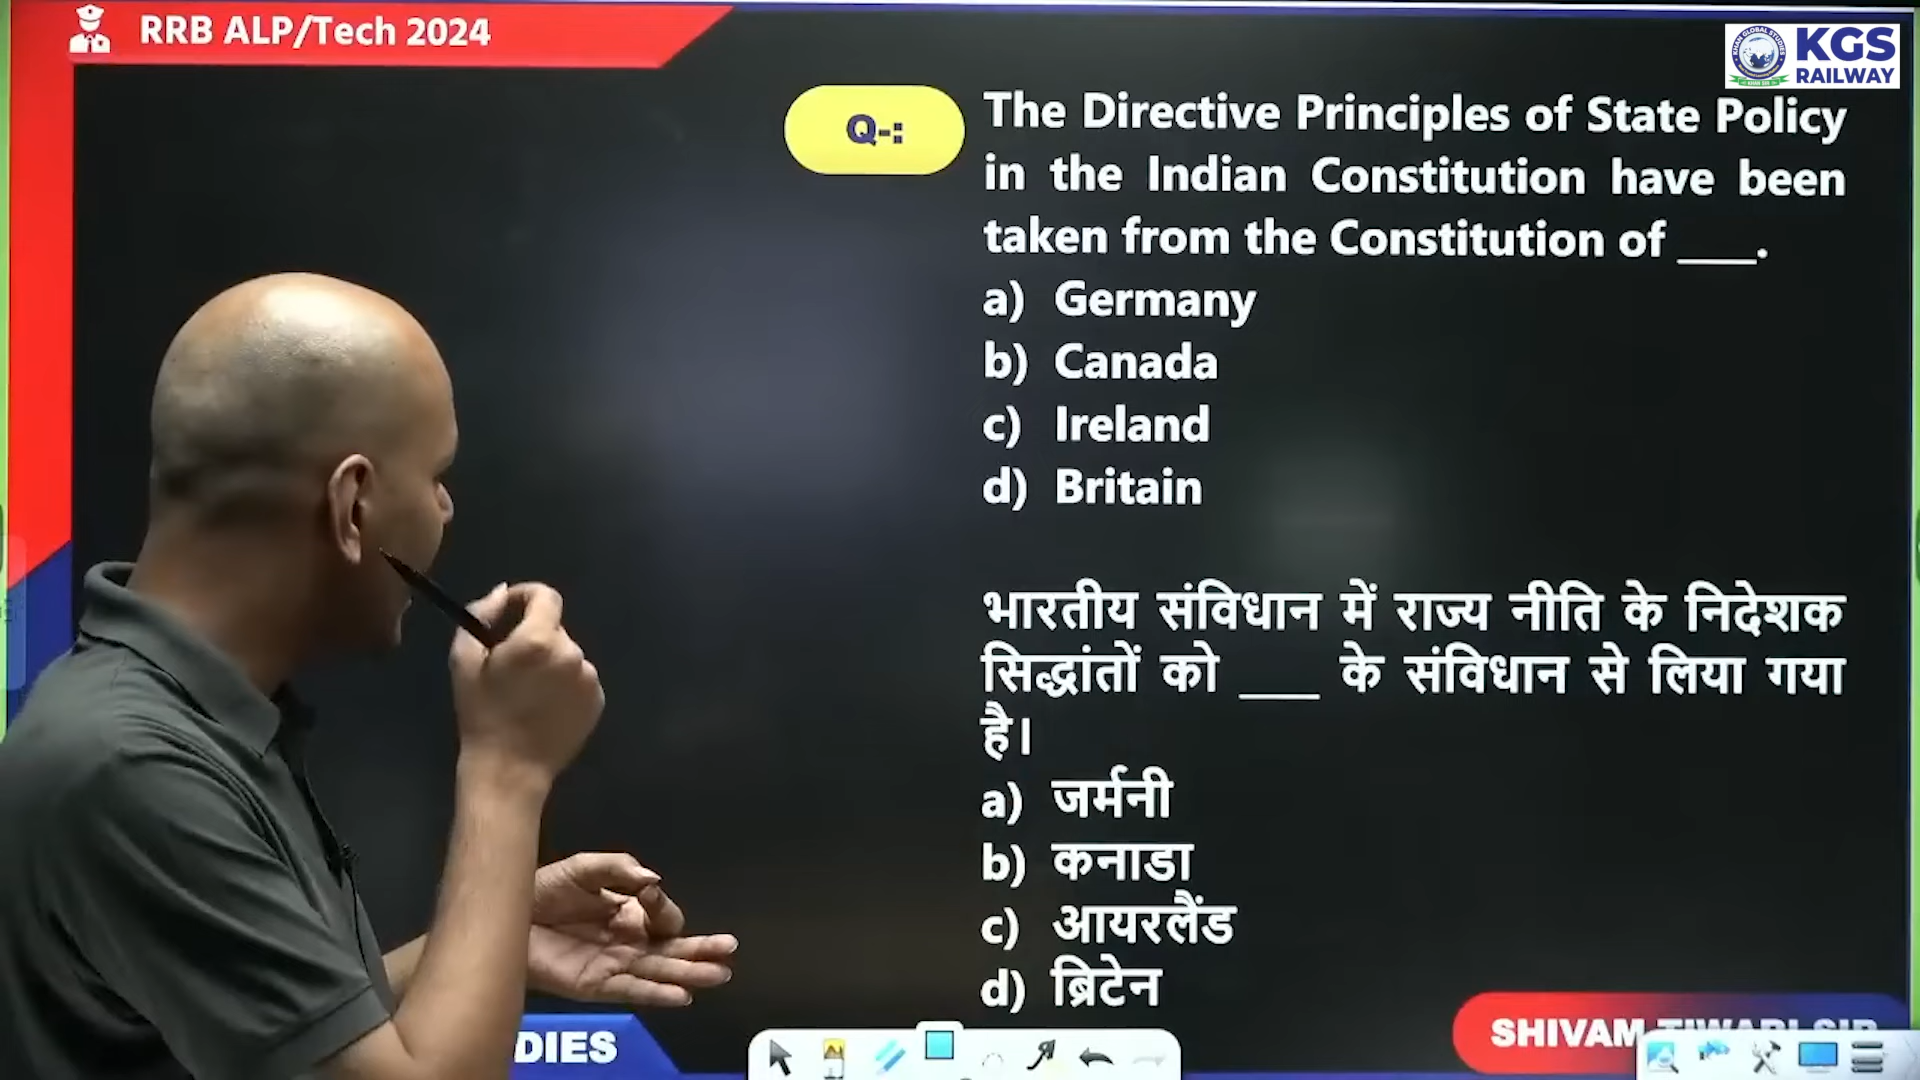 RRB ALP/Tech 2024
KGS
RAILWAY
Q-:
The Directive Principles of State Policy
in the Indian Constitution have been
taken from the Constitution of ____.
a) Germany
b) Canada
c) Ireland
d) Britain
भारतीय संविधान में राज्य नीति के निदेशक
सिद्धांतों को ____ के संविधान से लिया गया
है।
a) जर्मनी
b) कनाडा
c) आयरलैंड
d) ब्रिटेन
DIES
SHIVAM TIWARI SIR